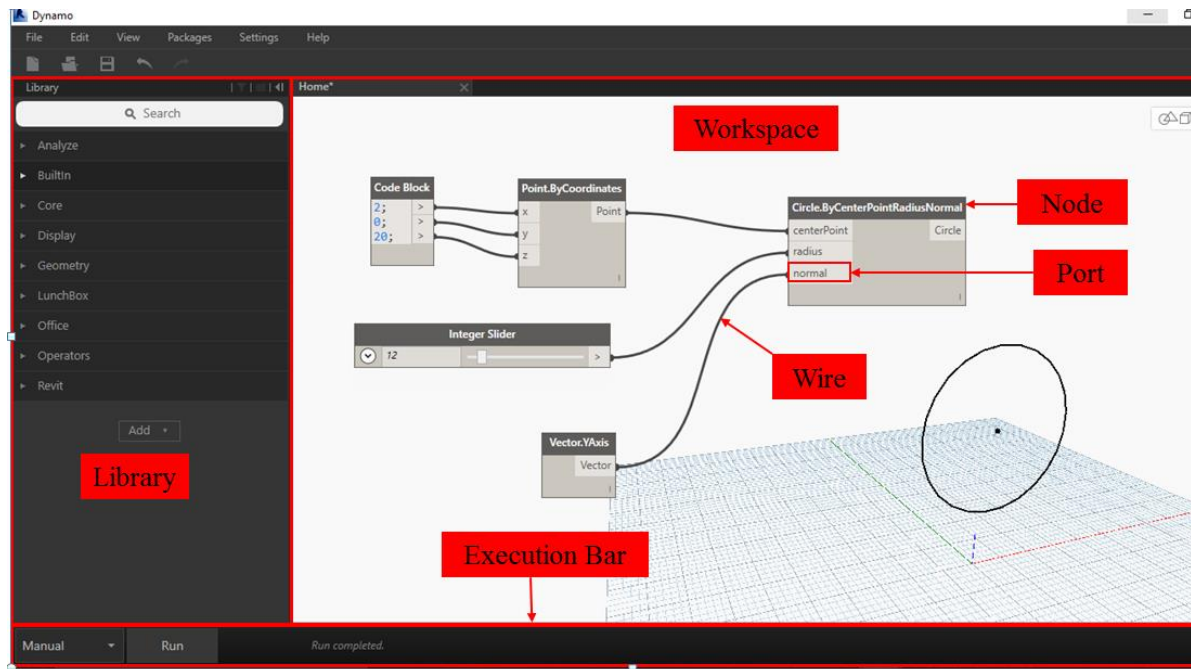 Dynamo
File Edit View Packages Settings Help
Library
Home*
Search
Analyze
BuiltIn
Core
Display
Geometry
LunchBox
Office
Operators
Revit
Add
Library
Workspace
Code Block
2;
0;
20;
>
>
>
Point.ByCoordinates
x Point
y
z
Circle.ByCenterPointRadiusNormal
centerPoint Circle
radius
normal
Node
Port
Integer Slider
12 >
Wire
Vector.YAxis
Vector
Execution Bar
Manual Run Run completed.